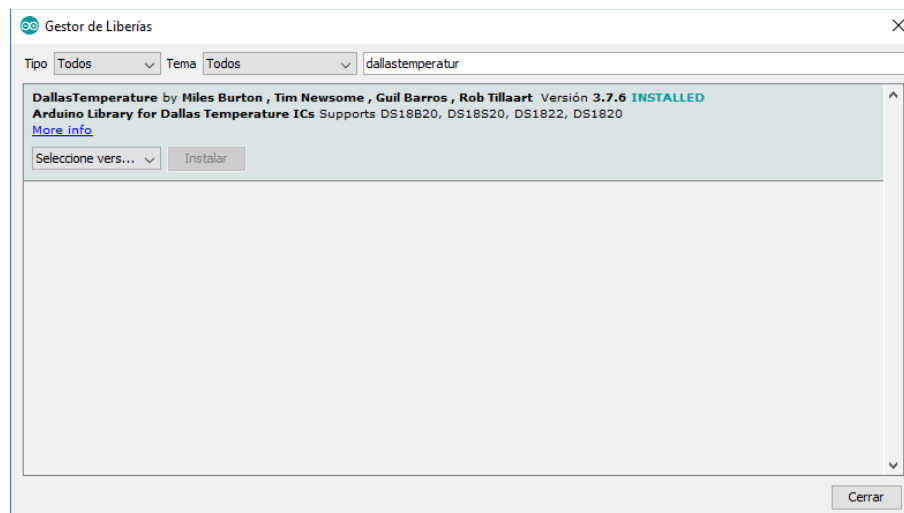 Gestor de Liberías
Tipo Todos Tema Todos dallastemperatur
DallasTemperature by Miles Burton , Tim Newsome , Guil Barros , Rob Tillaart Versión 3.7.6 INSTALLED
Arduino Library for Dallas Temperature ICs Supports DS18B20, DS18S20, DS1822, DS1820
More info
Seleccione vers... Instalar
Cerrar